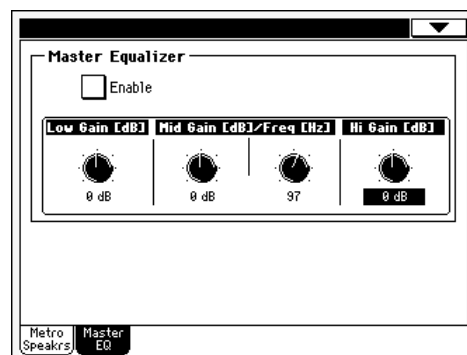 Master Equalizer
Enable
Low Gain [dB] Mid Gain [dB]/Freq [Hz] Hi Gain [dB]
0 dB 0 dB 97 0 dB
Metro Speakrs Master EQ